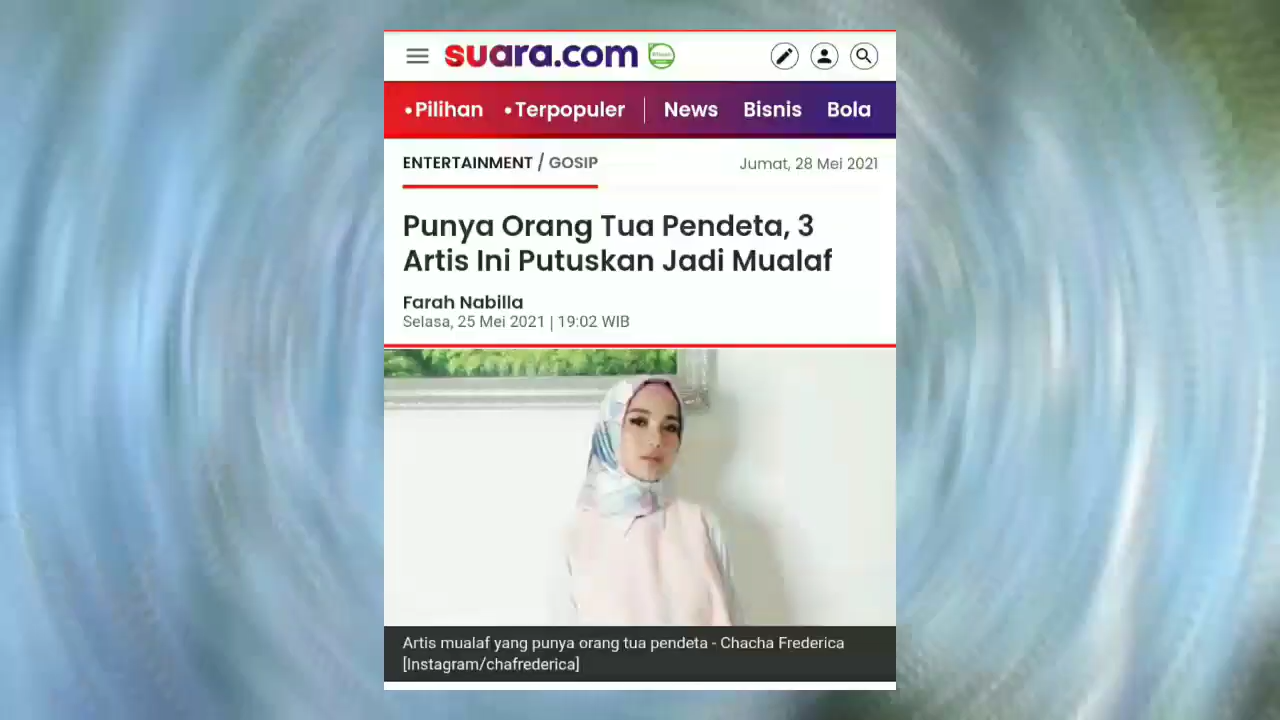 suara.com
•Pilihan •Terpopuler | News Bisnis Bola
ENTERTAINMENT / GOSIP Jumat, 28 Mei 2021
Punya Orang Tua Pendeta, 3
Artis Ini Putuskan Jadi Mualaf
Farah Nabilla
Selasa, 25 Mei 2021 | 19:02 WIB
Artis mualaf yang punya orang tua pendeta - Chacha Frederica
[Instagram/chafrederica]